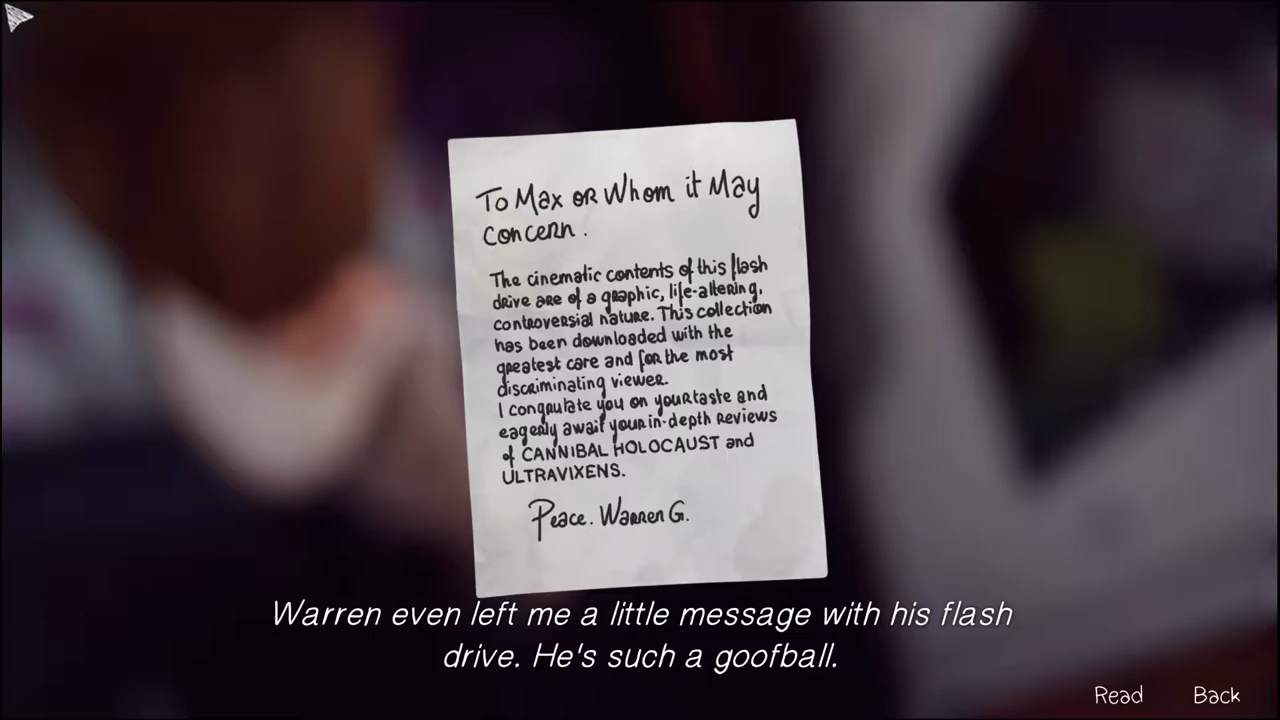 To Max or Whom it May
Concern.
The cinematic contents of this flash
drive are of a graphic, life-altering,
controversial nature. This collection
has been downloaded with the
greatest care and for the most
discriminating viewer.
I congrulate you on your taste and
eagerly await your in-depth reviews
of CANNIBAL HOLOCAUST and
ULTRAVIXENS.
Peace. Warren G.
Warren even left me a little message with his flash
drive. He's such a goofball.
Read Back